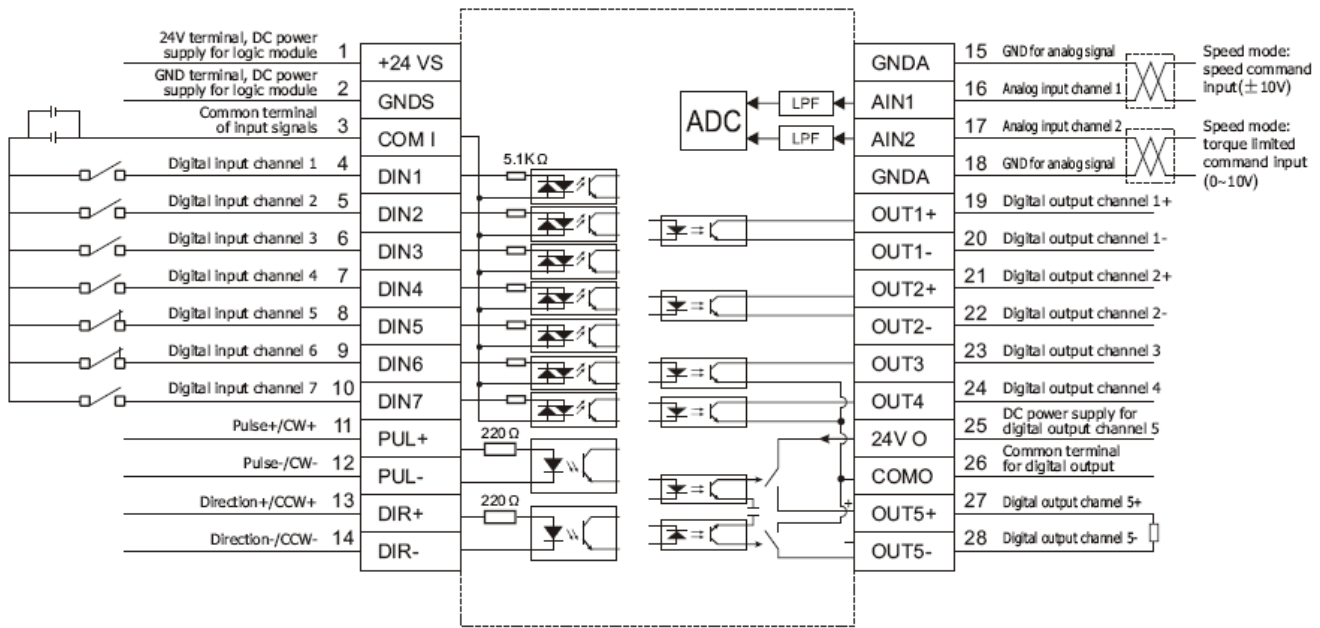 24V terminal, DC power
supply for logic module
1
+24 VS
GND terminal, DC power
supply for logic module
2
GNDS
Common terminal
of input signals
3
COM I
Digital input channel 1
4
DIN1
Digital input channel 2
5
DIN2
Digital input channel 3
6
DIN3
Digital input channel 4
7
DIN4
Digital input channel 5
8
DIN5
Digital input channel 6
9
DIN6
Digital input channel 7
10
DIN7
Pulse+/CW+
11
PUL+
Pulse-/CW-
12
PUL-
Direction+/CCW+
13
DIR+
Direction-/CCW-
14
DIR-
5.1KΩ
220 Ω
220 Ω
ADC
LPF
LPF
+
-
GNDA
15
GND for analog signal
AIN1
16
Analog input channel 1
Speed mode:
speed command
input(±10V)
AIN2
17
Analog input channel 2
GNDA
18
GND for analog signal
Speed mode:
torque limited
command input
(0~10V)
OUT1+
19
Digital output channel 1+
OUT1-
20
Digital output channel 1-
OUT2+
21
Digital output channel 2+
OUT2-
22
Digital output channel 2-
OUT3
23
Digital output channel 3
OUT4
24
Digital output channel 4
24V O
25
DC power supply for
digital output channel 5
COMO
26
Common terminal
for digital output
OUT5+
27
Digital output channel 5+
OUT5-
28
Digital output channel 5-